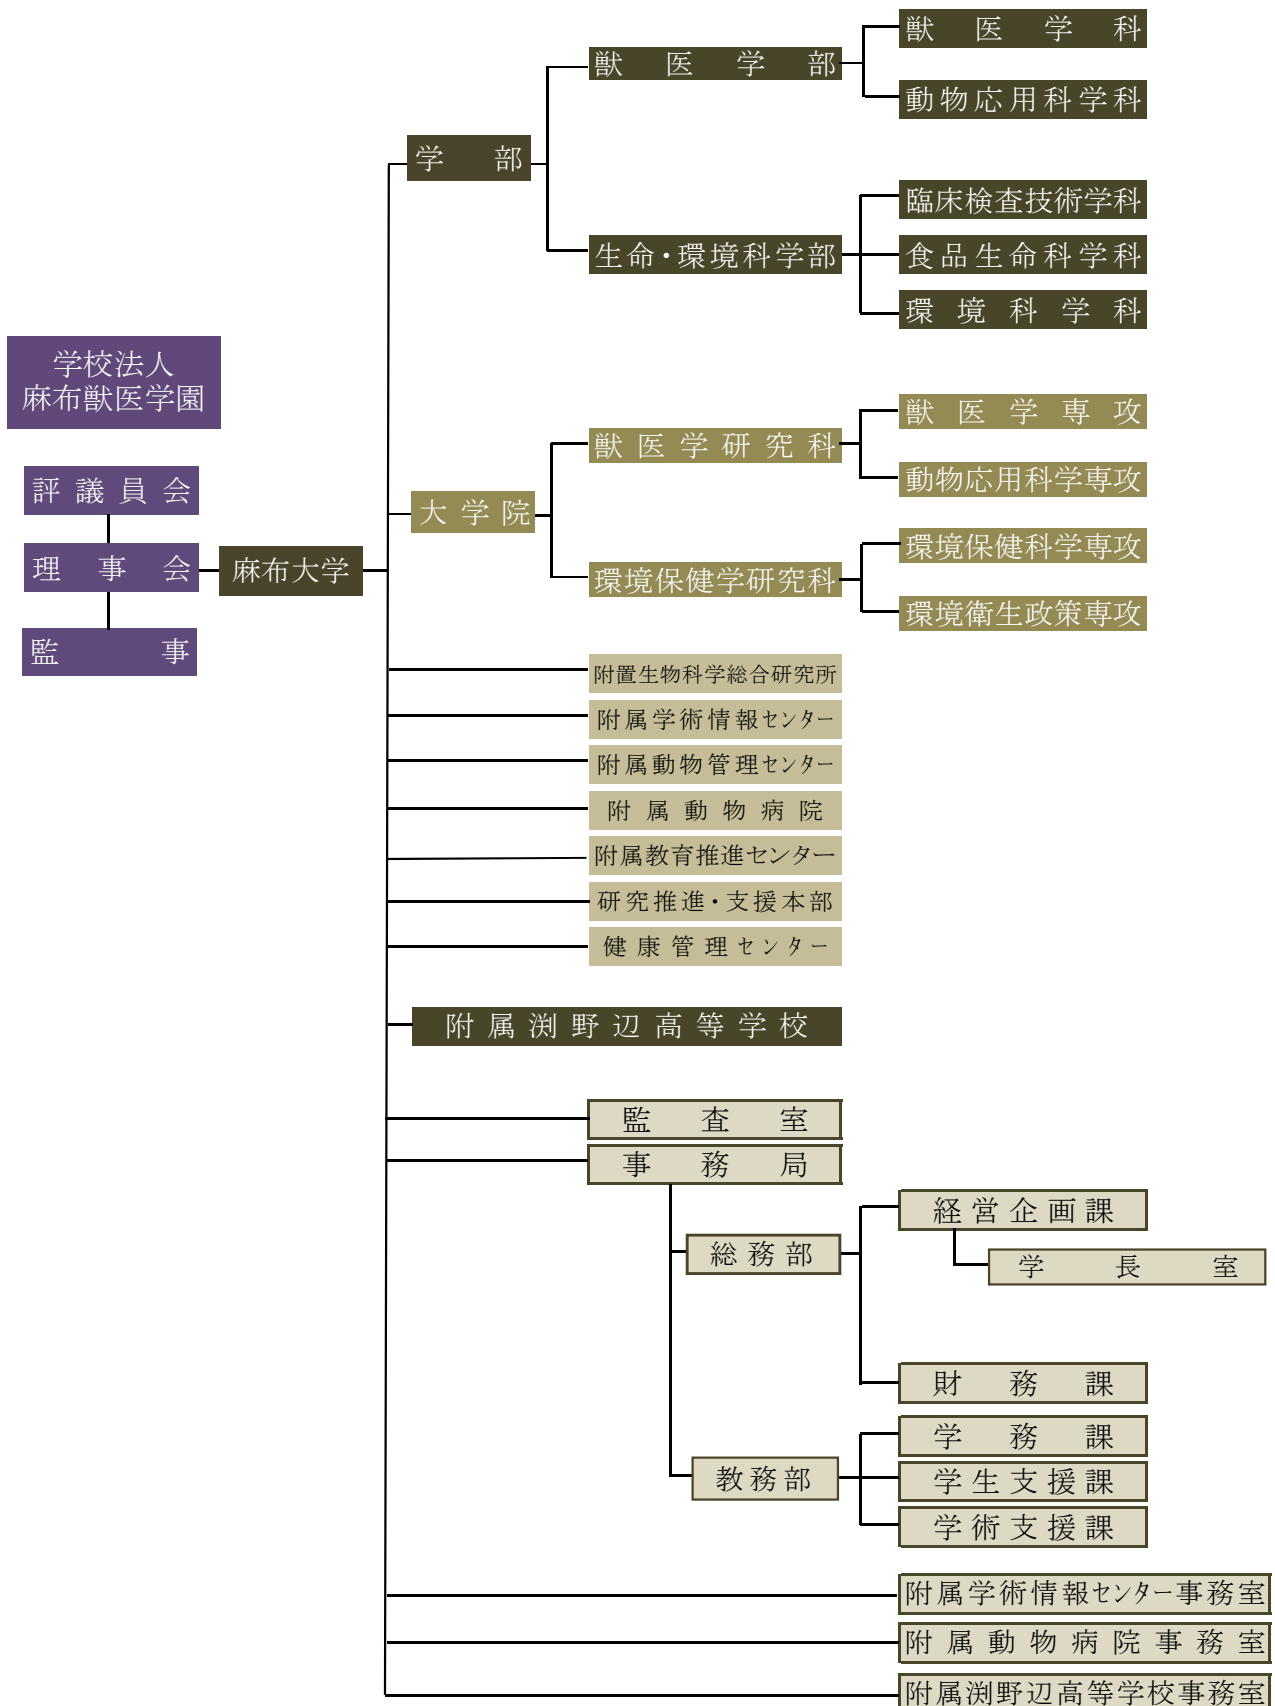 獣医学科
獣医学部
動物応用科学科
学部
臨床検査技術学科
生命・環境科学部
食品生命科学科
環境科学科
学校法人
麻布獣医学園
獣医学専攻
獣医学研究科
動物応用科学専攻
評議員会
大学院
環境保健科学専攻
理事会
麻布大学
環境保健学研究科
環境衛生政策専攻
監事
附置生物科学総合研究所
附属学術情報センター
附属動物管理センター
附属動物病院
附属教育推進センター
研究推進・支援本部
健康管理センター
附属渕野辺高等学校
監査室
事務局
経営企画課
総務部
学長室
財務課
学務課
教務部
学生支援課
学術支援課
附属学術情報センター事務室
附属動物病院事務室
附属渕野辺高等学校事務室